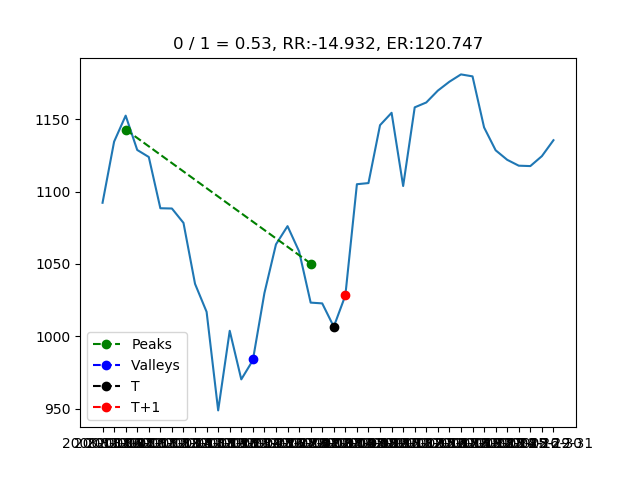 0 / 1 = 0.53, RR:-14.932, ER:120.747
1150
1100
1050
1000
950
Peaks
Valleys
T
T+1